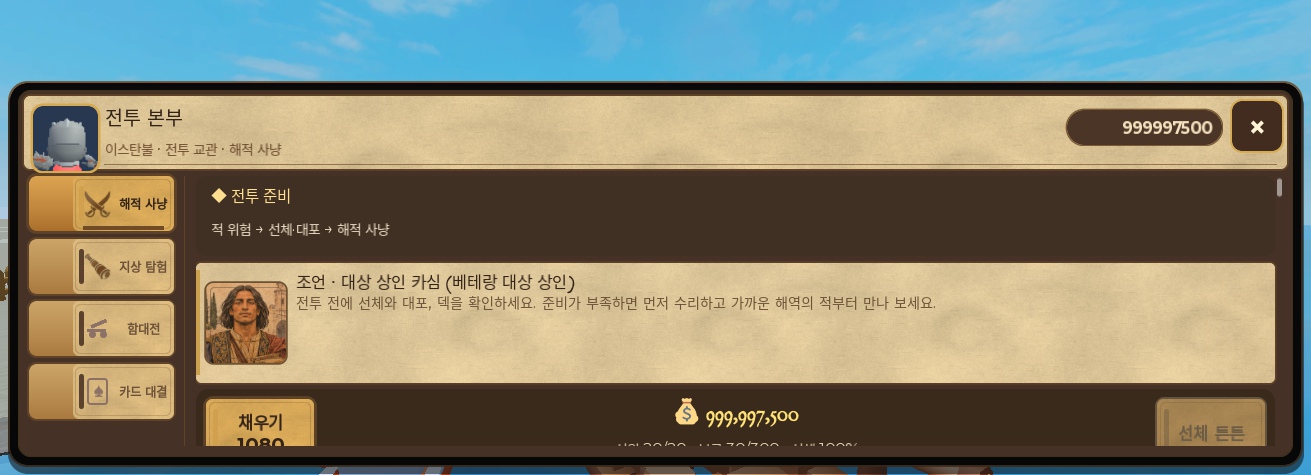 전투 본부
이스탄불 · 전투 교관 · 해적 사냥
999997500
×
해적 사냥
지상 탐험
함대전
카드 대결
◆ 전투 준비
적 위험 → 선체·대포 → 해적 사냥
조언 · 대상 상인 카심 (베테랑 대상 상인)
전투 전에 선체와 대포, 덱을 확인하세요. 준비가 부족하면 먼저 수리하고 가까운 해역의 적부터 만나 보세요.
채우기
1080
999,997,500
선체 튼튼